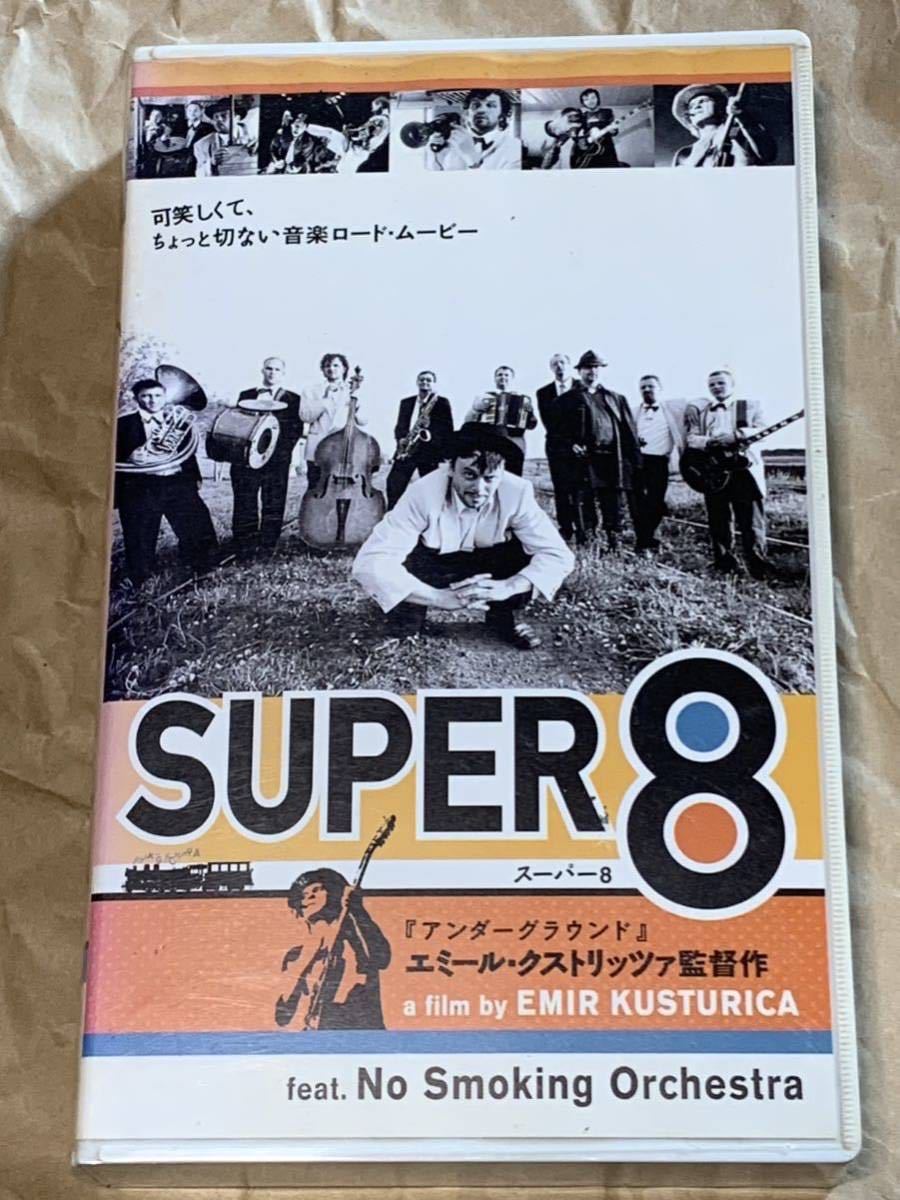 可笑しくて、
ちょっと切ない音楽ロード・ムービー
SUPER 8
スーパー8
『アンダーグラウンド』
エミール・クストリッツァ監督作
a film by EMIR KUSTURICA
feat. No Smoking Orchestra